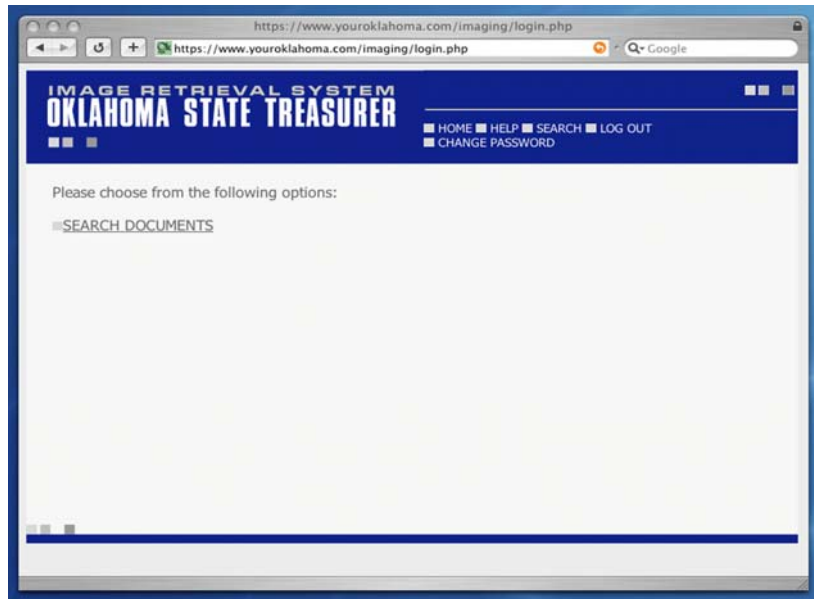 https://www.youroklahoma.com/imaging/login.php
https://www.youroklahoma.com/imaging/login.php
Google
IMAGE RETRIEVAL SYSTEM
OKLAHOMA STATE TREASURER
HOME HELP SEARCH LOG OUT
CHANGE PASSWORD
Please choose from the following options:
SEARCH DOCUMENTS